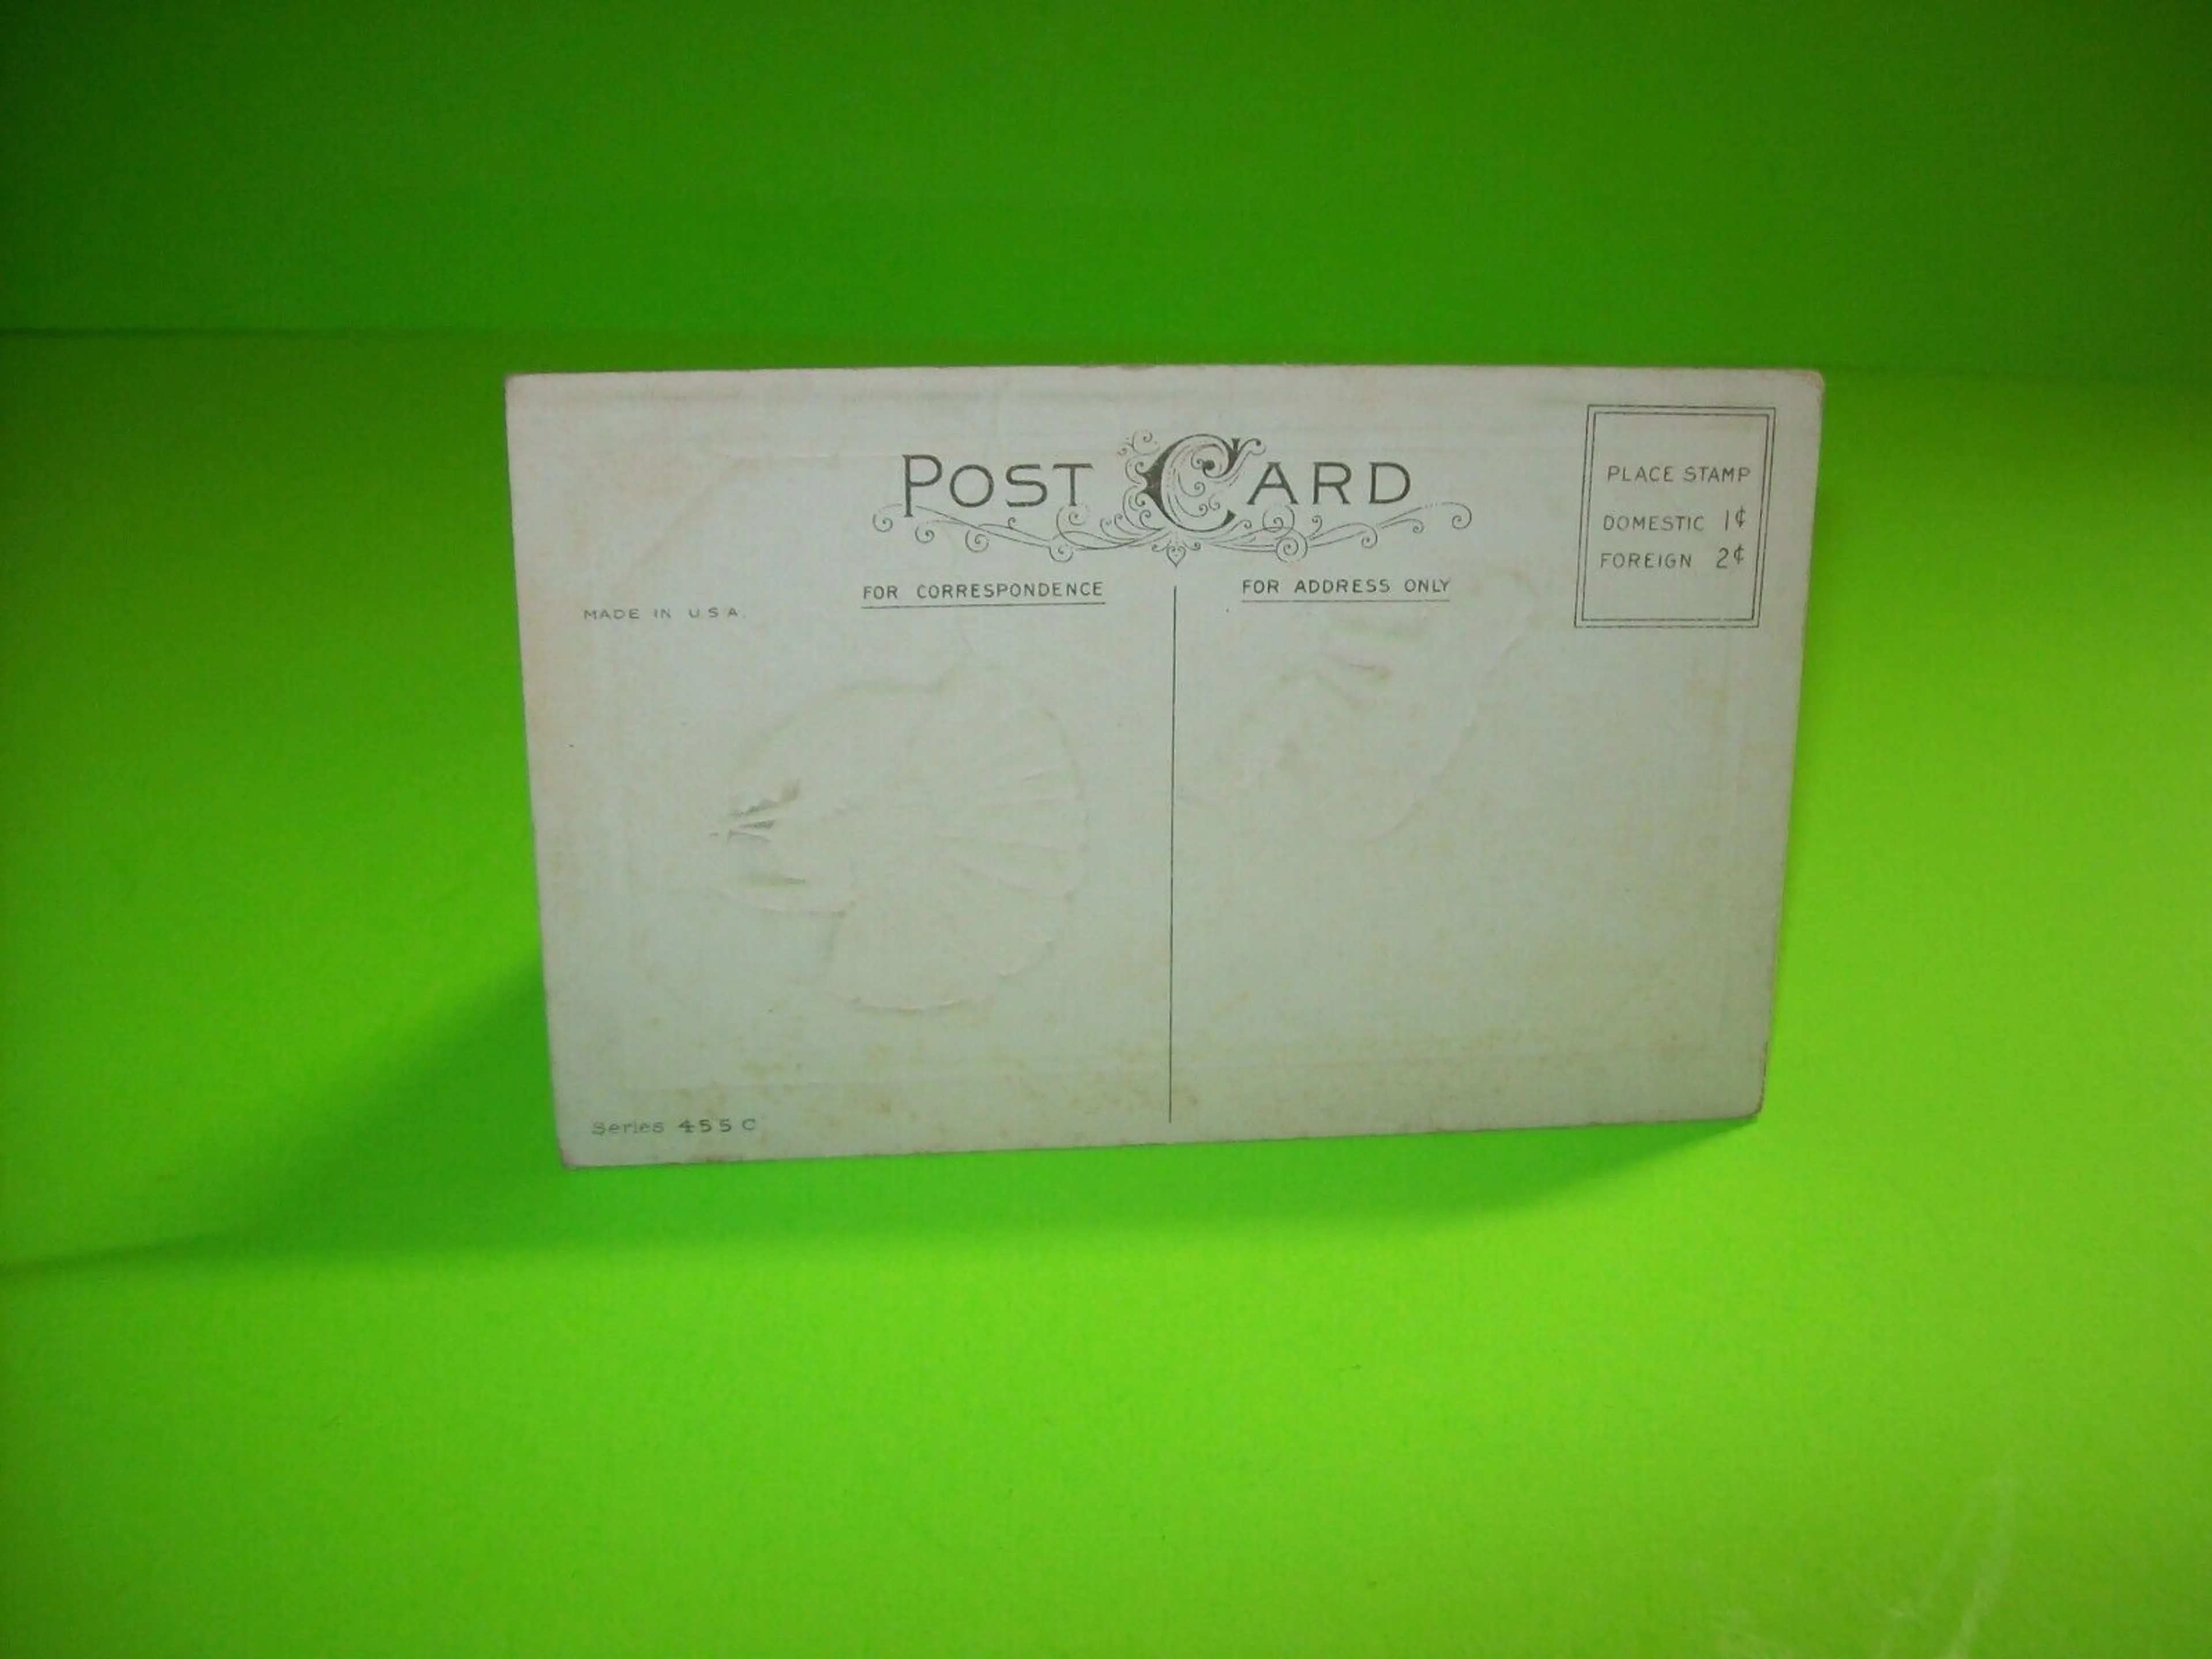 POST CARD
PLACE STAMP
DOMESTIC 1¢
FOREIGN 2¢
FOR CORRESPONDENCE
FOR ADDRESS ONLY
MADE IN U S A.
Series 455 C